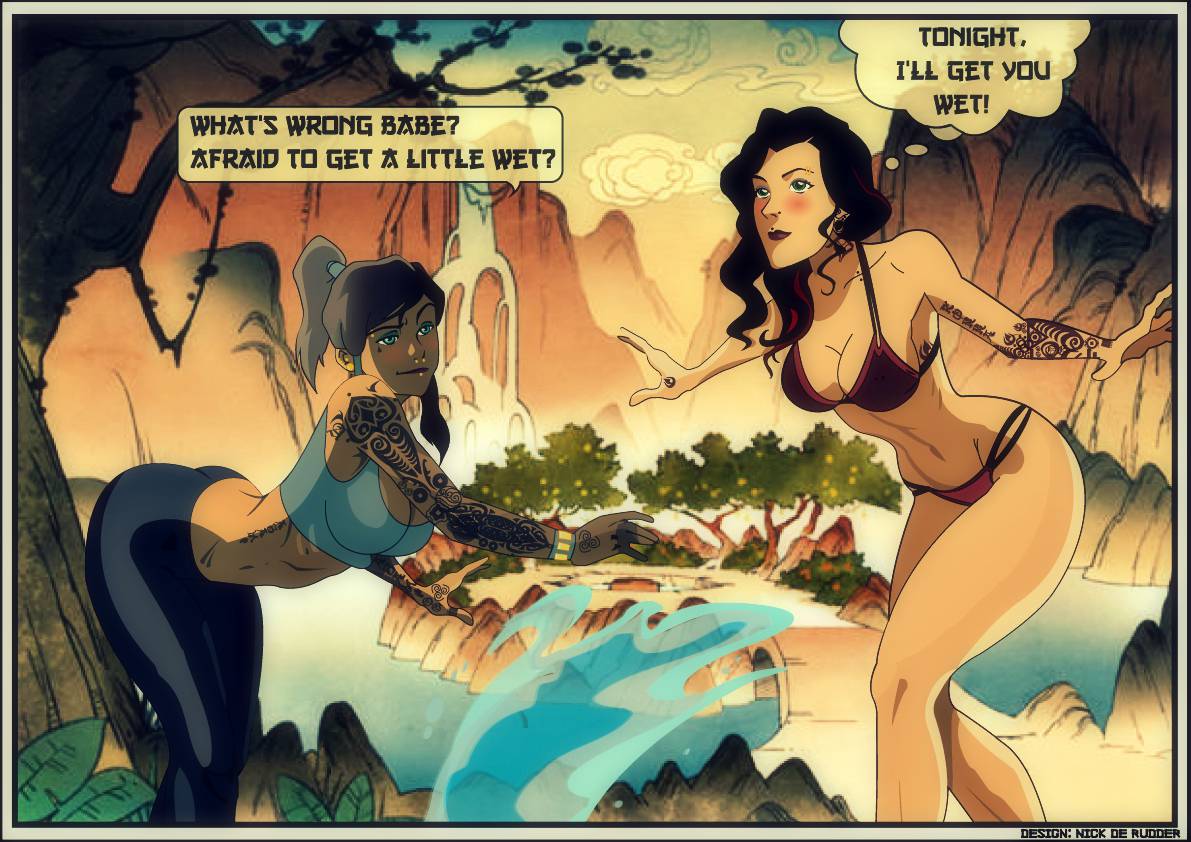 TONIGHT,
I'LL GET YOU
WET!
WHAT'S WRONG BABE?
AFRAID TO GET A LITTLE WET?
DESIGN: NICK DE RUDDER